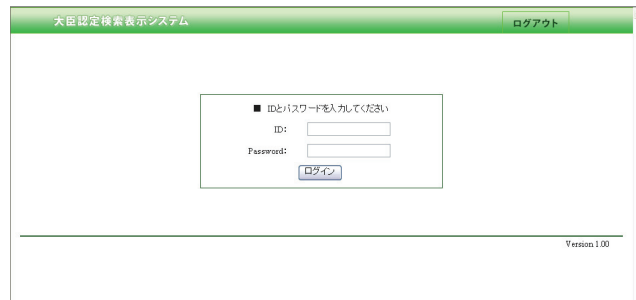 大臣認定検索表示システム
ログアウト
■ IDとパスワードを入力してください
ID:
Password:
ログイン
Version 1.00